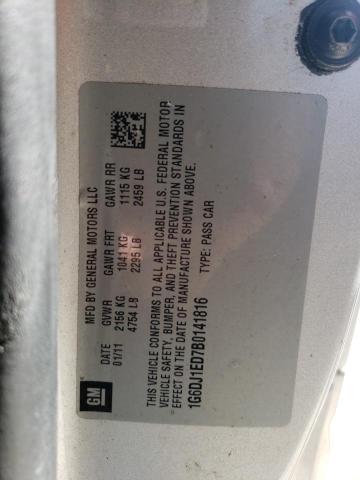 GM
MFD BY GENERAL MOTORS LLC
DATE GVWR GAWR FRT GAWR RR
01/11 2156 KG 1041 KG 1115 KG
4754 LB 2295 LB 2459 LB
THIS VEHICLE CONFORMS TO ALL APPLICABLE U.S. FEDERAL MOTOR
VEHICLE SAFETY, BUMPER, AND THEFT PREVENTION STANDARDS IN
EFFECT ON THE DATE OF MANUFACTURE SHOWN ABOVE.
1G6DJ1ED7B0141816 TYPE: PASS CAR